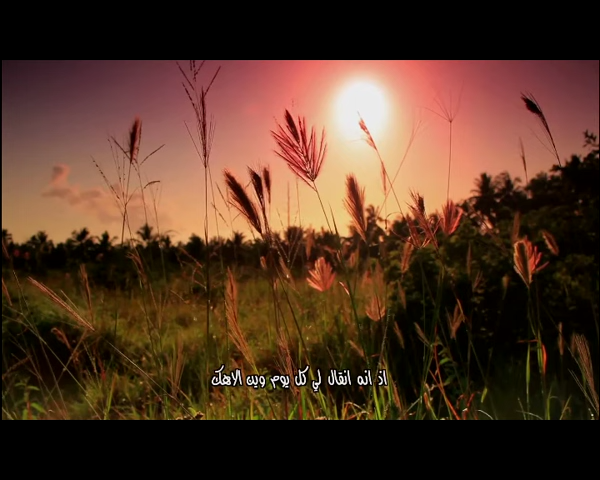 اذ انه انقال لي كل يوم وين الاهك